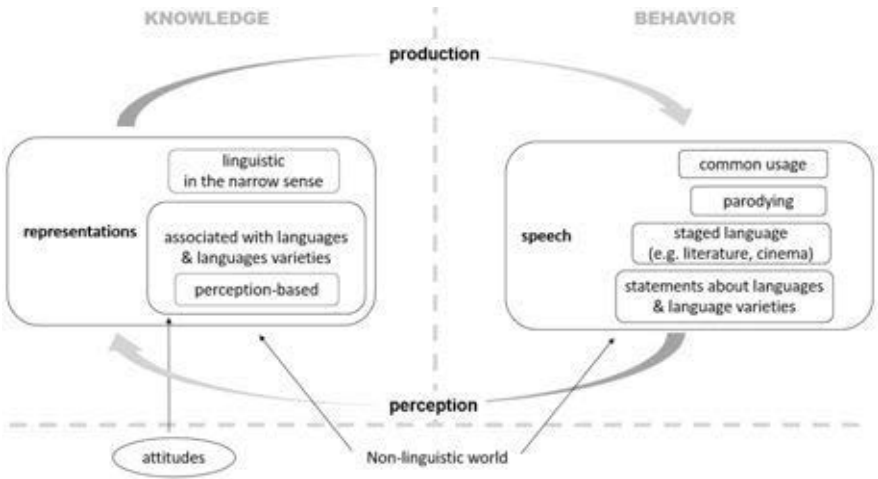 KNOWLEDGE
BEHAVIOR
production
representations
linguistic
in the narrow sense
associated with languages
& languages varieties
perception-based
speech
common usage
parodying
staged language
(e.g. literature, cinema)
statements about languages
& language varieties
perception
attitudes
Non-linguistic world